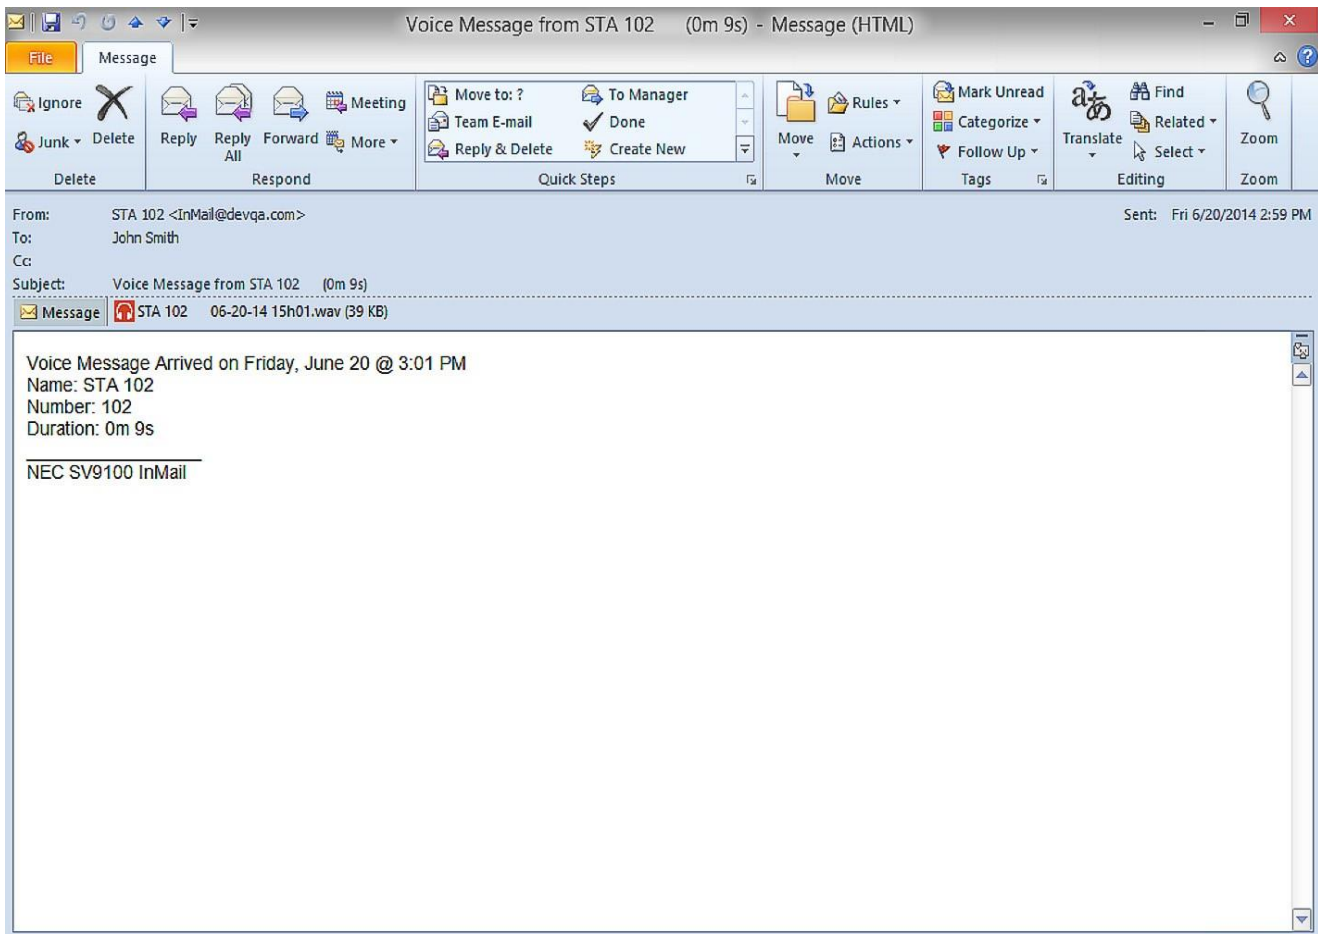 Voice Message from STA 102 (0m 9s) - Message (HTML)
File Message
Ignore
Junk
Delete
Delete
Reply
Reply All
Forward
Meeting
More
Respond
Move to: ?
Team E-mail
Reply & Delete
To Manager
Done
Create New
Quick Steps
Move
Rules
Actions
Move
Mark Unread
Categorize
Follow Up
Tags
Translate
Find
Related
Select
Editing
Zoom
Zoom
From: STA 102 <InMail@devqa.com>
Sent: Fri 6/20/2014 2:59 PM
To: John Smith
Cc:
Subject: Voice Message from STA 102 (0m 9s)
Message STA 102 06-20-14 15h01.wav (39 KB)
Voice Message Arrived on Friday, June 20 @ 3:01 PM
Name: STA 102
Number: 102
Duration: 0m 9s
NEC SV9100 InMail